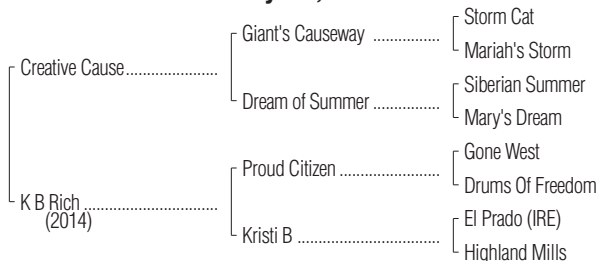 Storm Cat
Giant's Causeway ................
Mariah's Storm
Creative Cause......................
Siberian Summer
Dream of Summer ................
Mary's Dream
Gone West
Proud Citizen ........................
Drums Of Freedom
K B Rich ................................
(2014)
El Prado (IRE)
Kristi B ..................................
Highland Mills